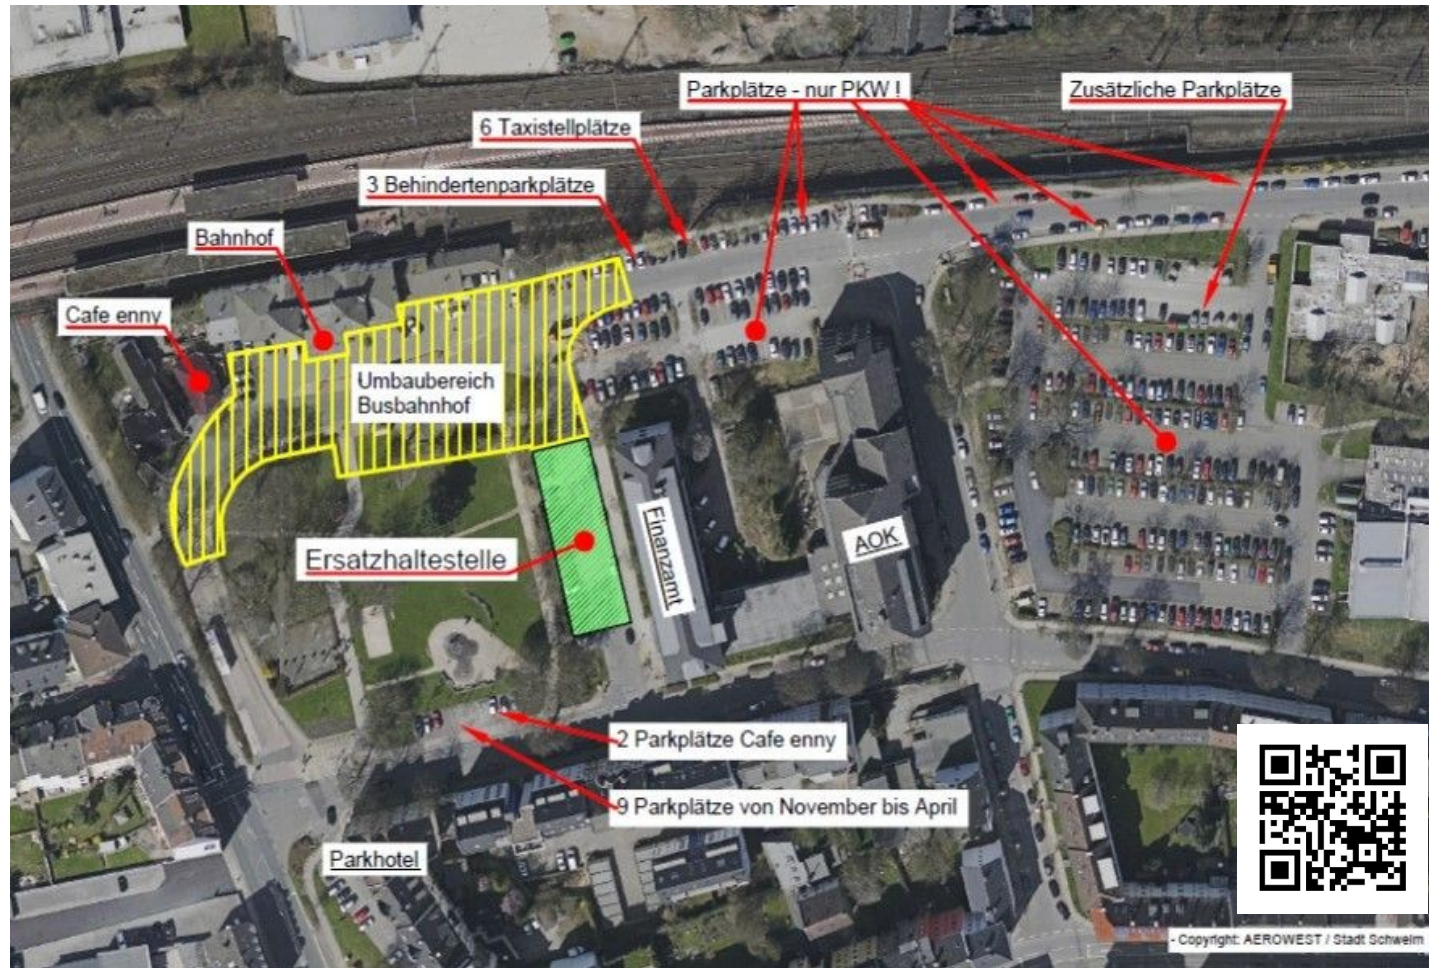 Parkplätze - nur PKW !
Zusätzliche Parkplätze
6 Taxistellplätze
3 Behindertenparkplätze
Bahnhof
Cafe enny
Umbaubereich
Busbahnhof
Ersatzhaltestelle
Finanzamt
AOK
2 Parkplätze Cafe enny
9 Parkplätze von November bis April
Parkhotel
- Copyright: AEROWEST / Stadt Schwelm